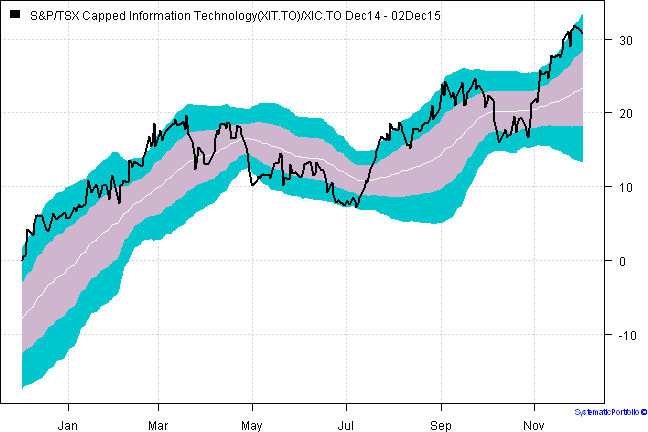 S&P/TSX Capped Information Technology(XIT.TO)/XIC.TO Dec14 - 02Dec15
30
20
10
0
-10
Jan Mar May Jul Sep Nov
SystematicPortfolio ©